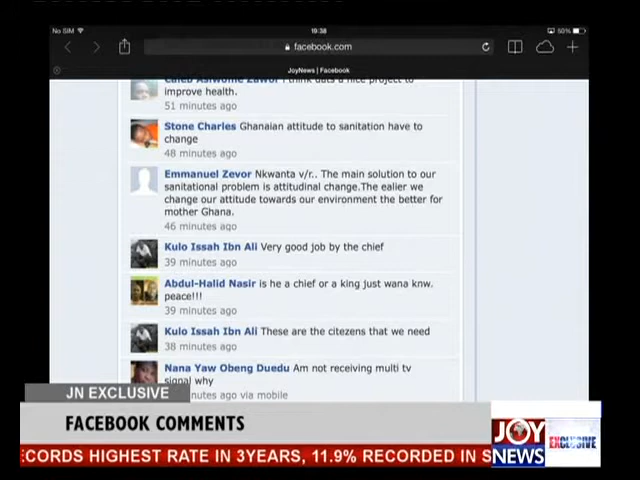 No SIM
19:38
50%
facebook.com
JoyNews | Facebook
Caleb Asiwome Zawor I think dats a nice project to
improve health.
51 minutes ago
Stone Charles Ghanaian attitude to sanitation have to
change
48 minutes ago
Emmanuel Zevor Nkwanta v/r.. The main solution to our
sanitational problem is attitudinal change.The ealier we
change our attitude towards our environment the better for
mother Ghana.
46 minutes ago
Kulo Issah Ibn Ali Very good job by the chief
39 minutes ago
Abdul-Halid Nasir is he a chief or a king just wana knw.
peace!!!
39 minutes ago
Kulo Issah Ibn Ali These are the citezens that we need
38 minutes ago
Nana Yaw Obeng Duedu Am not receiving multi tv
signal why
minutes ago via mobile
JN EXCLUSIVE
FACEBOOK COMMENTS
JOY
NEWS
EXCLUSIVE
CORDS HIGHEST RATE IN 3YEARS, 11.9% RECORDED IN S